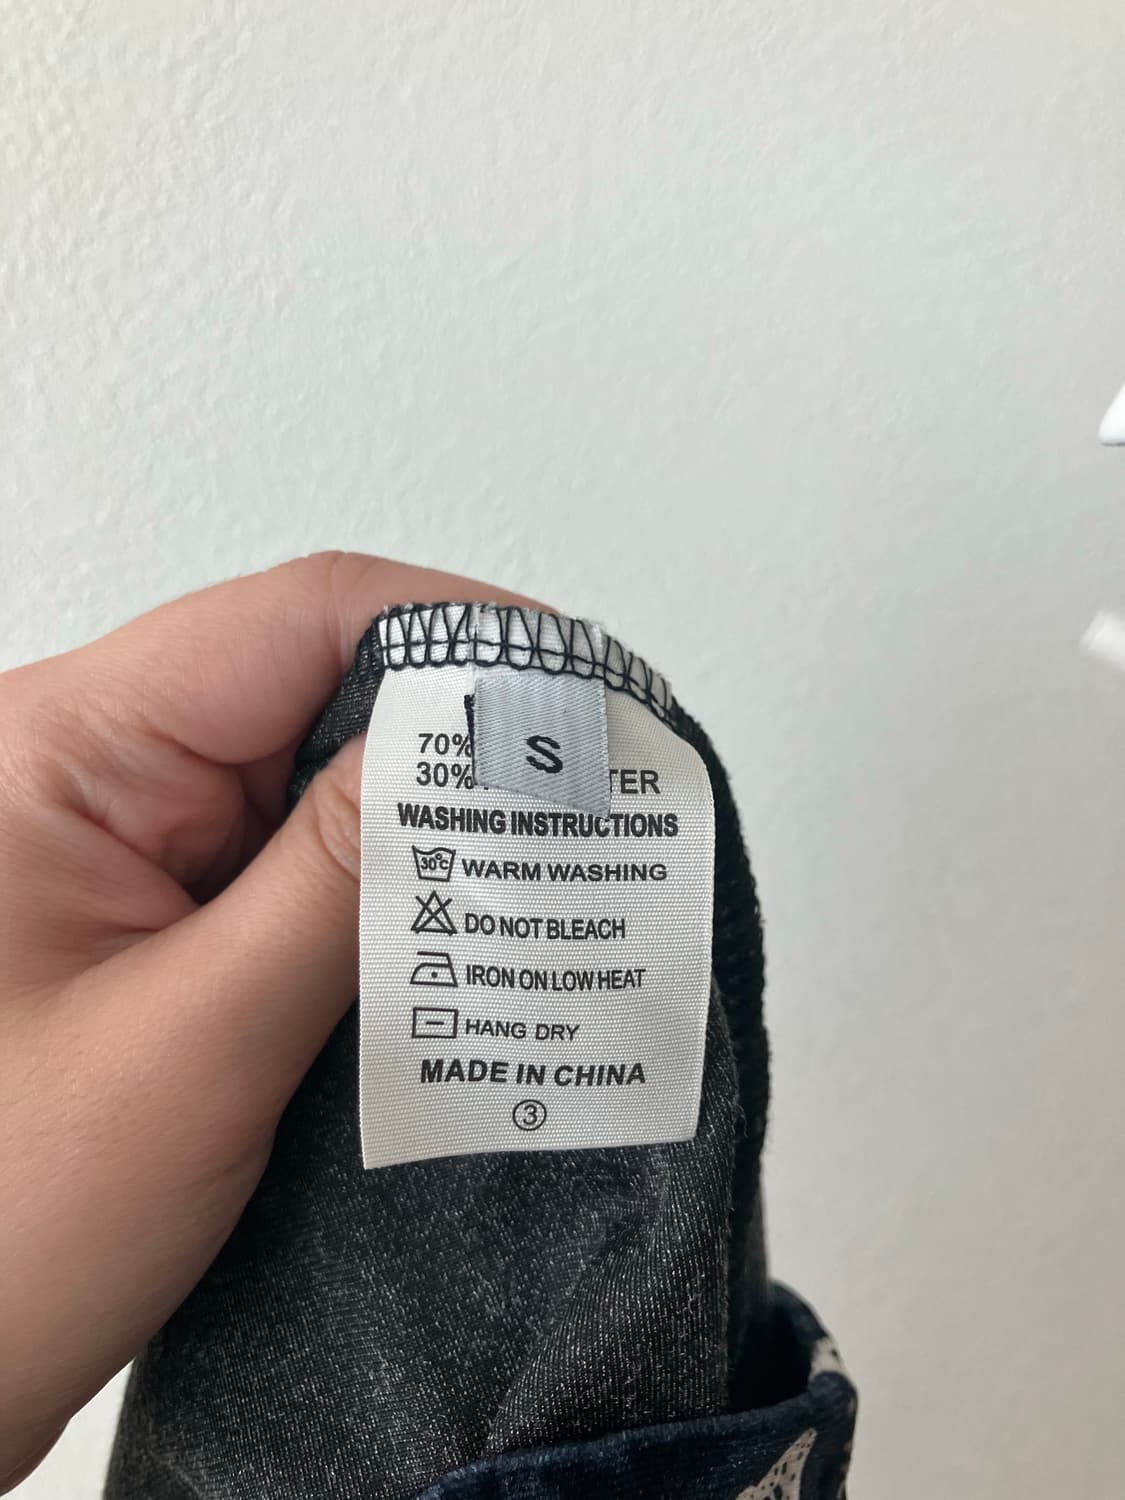 S
70%
30%
WASHING INSTRUCTIONS
30°C WARM WASHING
DO NOT BLEACH
IRON ON LOW HEAT
HANG DRY
MADE IN CHINA
3